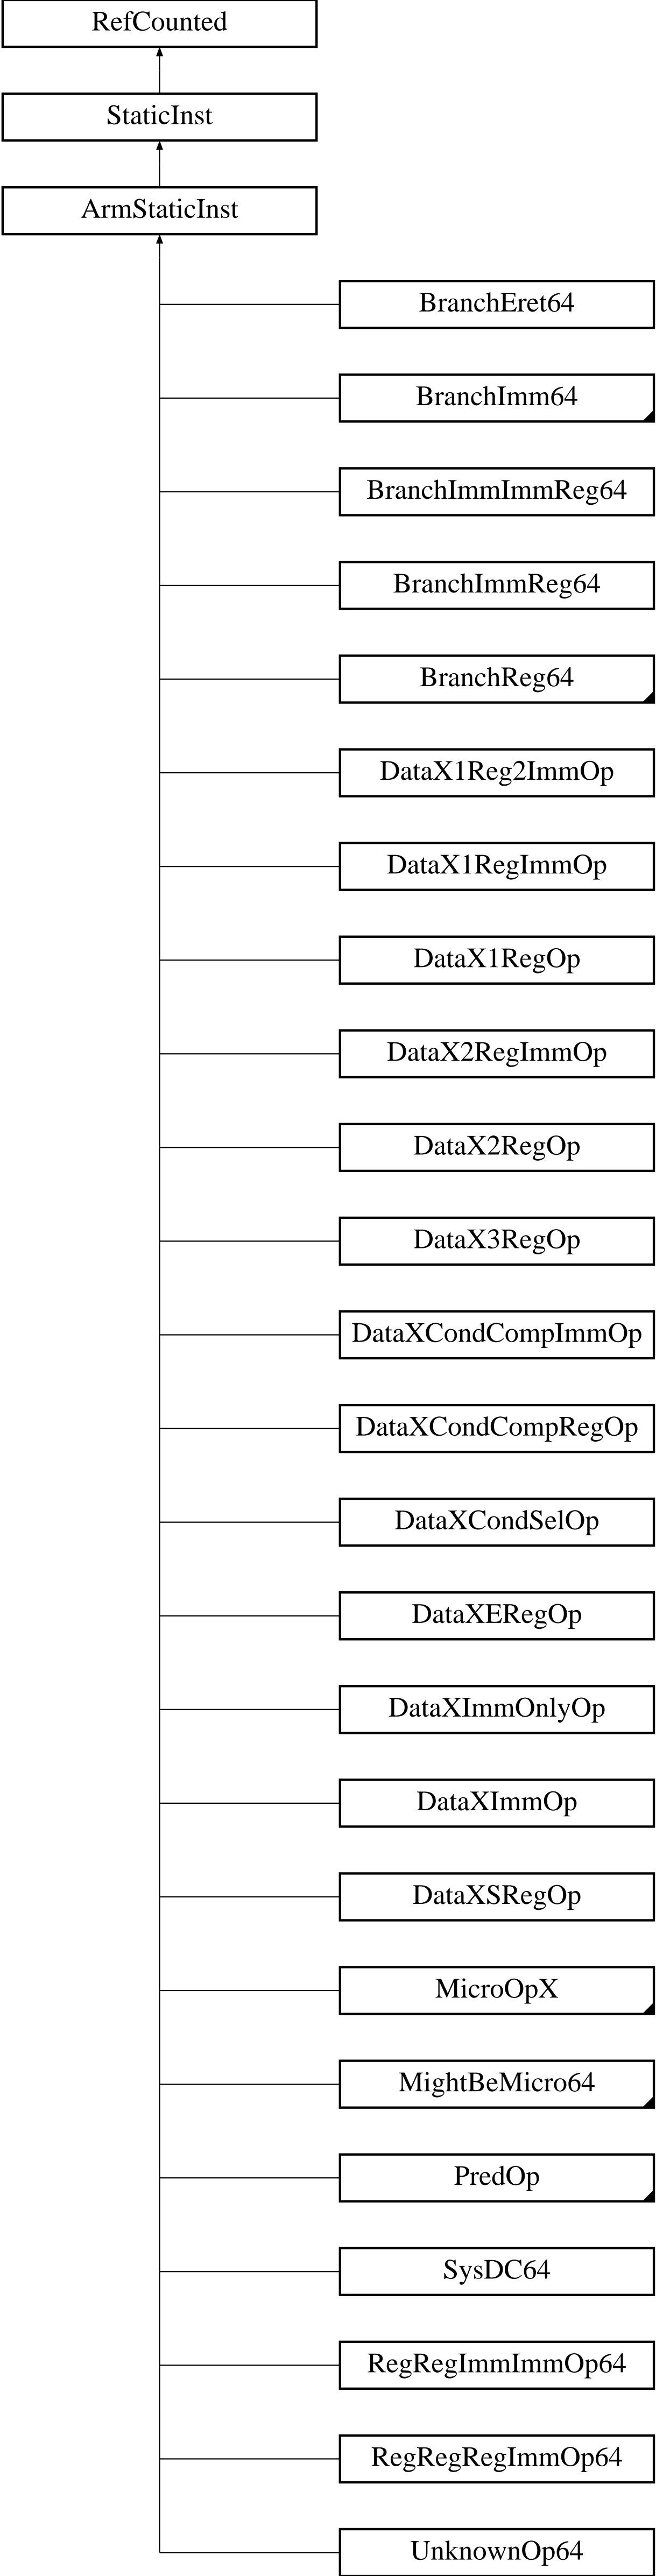 RefCounted
StaticInst
ArmStaticInst
BranchEret64
BranchImm64
BranchImmImmReg64
BranchImmReg64
BranchReg64
DataX1Reg2ImmOp
DataX1RegImmOp
DataX1RegOp
DataX2RegImmOp
DataX2RegOp
DataX3RegOp
DataXCondCompImmOp
DataXCondCompRegOp
DataXCondSelOp
DataXERegOp
DataXImmOnlyOp
DataXImmOp
DataXSRegOp
MicroOpX
MightBeMicro64
PredOp
SysDC64
RegRegImmImmOp64
RegRegRegImmOp64
UnknownOp64